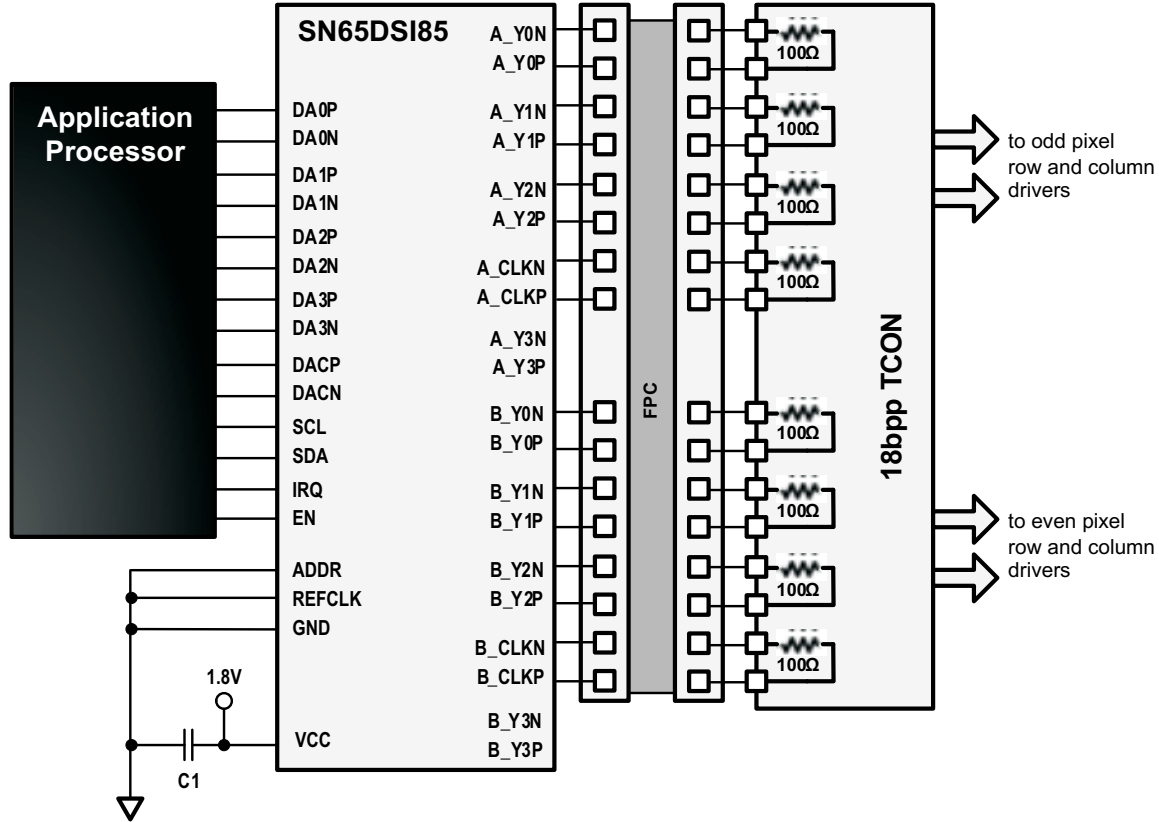 SN65DSI85
Application
Processor
DA0P
DA0N
DA1P
DA1N
DA2P
DA2N
DA3P
DA3N
DACP
DACN
SCL
SDA
IRQ
EN
ADDR
REFCLK
GND
1.8V
VCC
C1
A_Y0N
A_Y0P
A_Y1N
A_Y1P
A_Y2N
A_Y2P
A_CLKN
A_CLKP
A_Y3N
A_Y3P
B_Y0N
B_Y0P
B_Y1N
B_Y1P
B_Y2N
B_Y2P
B_CLKN
B_CLKP
B_Y3N
B_Y3P
FPC
100Ω
100Ω
100Ω
100Ω
100Ω
100Ω
100Ω
100Ω
18bpp TCON
to odd pixel
row and column
drivers
to even pixel
row and column
drivers